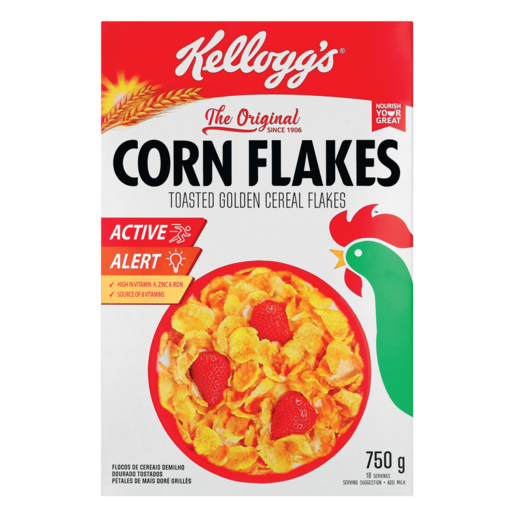 Kellogg's®
The Original
SINCE 1906
NOURISH
YOUR
GREAT
CORN FLAKES
TOASTED GOLDEN CEREAL FLAKES
ACTIVE
ALERT
✓ HIGH IN VITAMIN A, ZINC & IRON
✓ SOURCE OF 8 VITAMINS
FLOCOS DE CEREAIS DEMILHO
DOURADO TOSTADOS
PÉTALES DE MAÏS DORÉ GRILLÉS
750 g
18 SERVINGS
SERVING SUGGESTION • ADD MILK